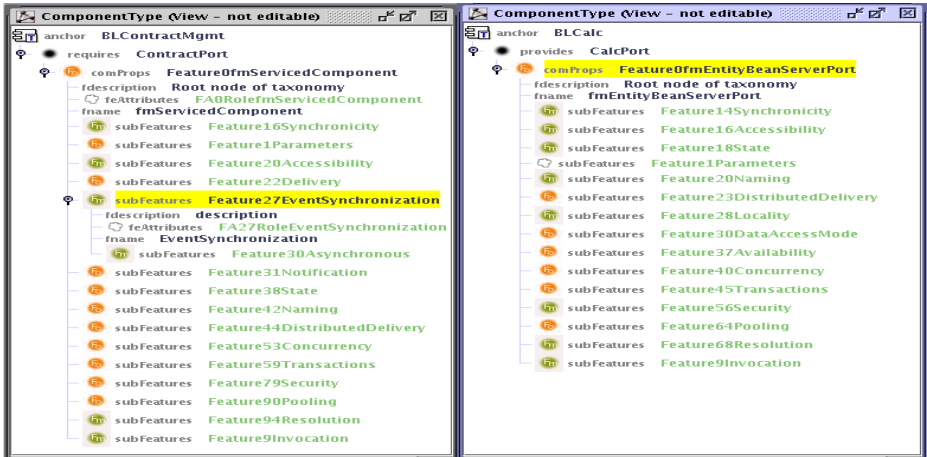 ComponentType (View - not editable)
anchor BLContractMgmt
requires ContractPort
comProps Feature0fmServicedComponent
fdescription Root node of taxonomy
feAttributes FA0RolefmServicedComponent
fname fmServicedComponent
subFeatures Feature16Synchronicity
subFeatures Feature1Parameters
subFeatures Feature20Accessibility
subFeatures Feature22Delivery
subFeatures Feature27EventSynchronization
fdescription description
feAttributes FA27RoleEventSynchronization
fname EventSynchronization
subFeatures Feature30Asynchronous
subFeatures Feature31Notification
subFeatures Feature38State
subFeatures Feature42Naming
subFeatures Feature44DistributedDelivery
subFeatures Feature53Concurrency
subFeatures Feature59Transactions
subFeatures Feature79Security
subFeatures Feature90Pooling
subFeatures Feature94Resolution
subFeatures Feature9Invocation
ComponentType (View - not editable)
anchor BLCalc
provides CalcPort
comProps Feature0fmEntityBeanServerPort
fdescription Root node of taxonomy
fname fmEntityBeanServerPort
subFeatures Feature14Synchronicity
subFeatures Feature16Accessibility
subFeatures Feature18State
subFeatures Feature1Parameters
subFeatures Feature20Naming
subFeatures Feature23DistributedDelivery
subFeatures Feature28Locality
subFeatures Feature30DataAccessMode
subFeatures Feature37Availability
subFeatures Feature40Concurrency
subFeatures Feature45Transactions
subFeatures Feature56Security
subFeatures Feature64Pooling
subFeatures Feature68Resolution
subFeatures Feature9Invocation